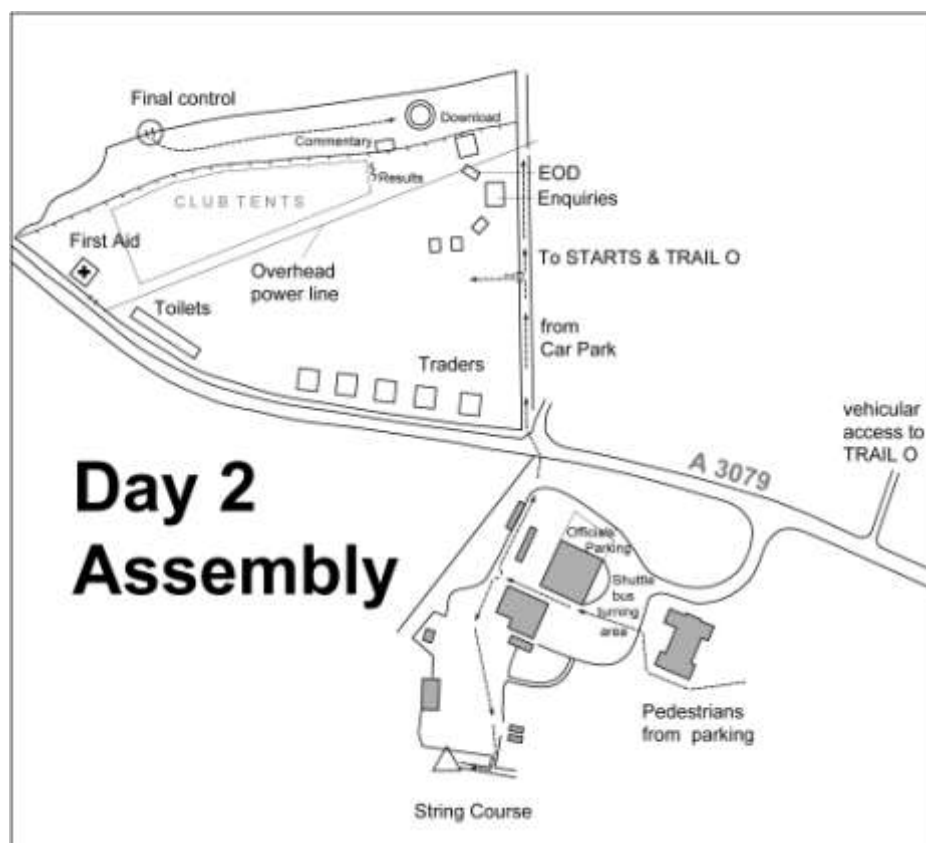 Final control
Download
Commentary
EOD
Results
Enquiries
CLUB TENTS
First Aid
To STARTS & TRAIL O
Overhead
power line
Toilets
from
Car Park
Traders
vehicular
access to
TRAIL O
A 3079
Day 2
Assembly
Officials'
Parking
Shuttle
bus
turning
area
Pedestrians
from parking
String Course